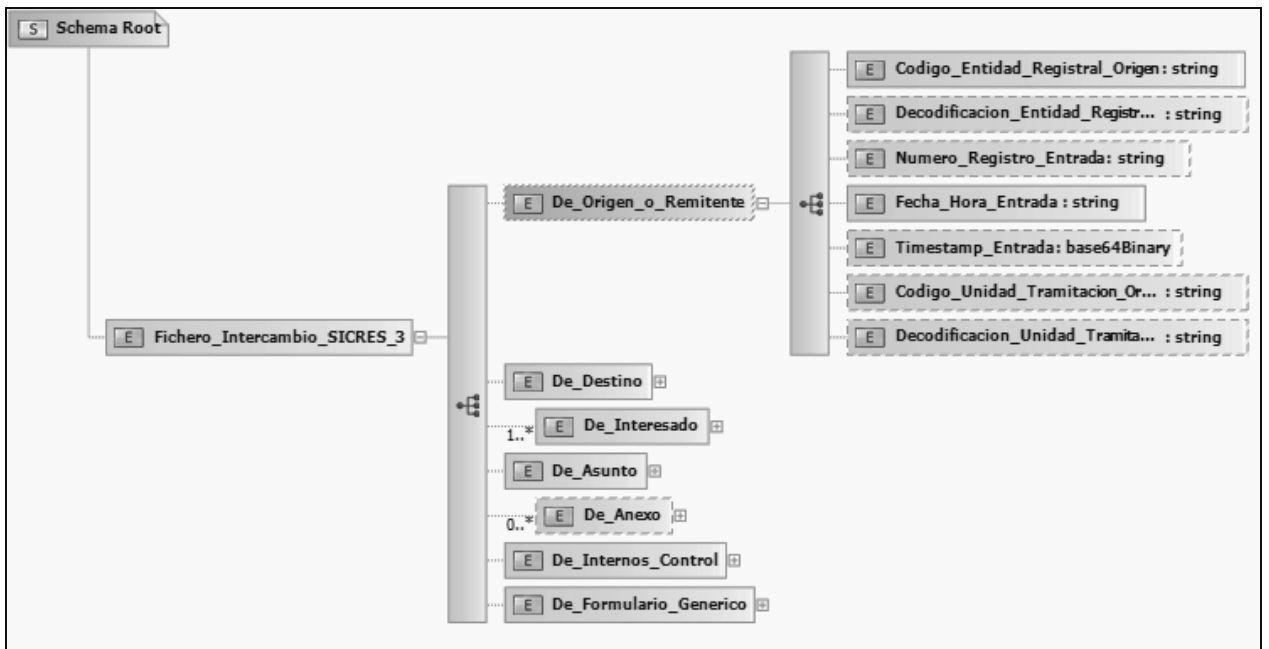 S Schema Root
E Codigo_Entidad_Registral_Origen: string
E Decodificacion_Entidad_Registr... : string
E Numero_Registro_Entrada: string
E De_Origen_o_Remitente
E Fecha_Hora_Entrada : string
E Timestamp_Entrada: base64Binary
E Codigo_Unidad_Tramitacion_Or... : string
E Fichero_Intercambio_SICRES_3
E Decodificacion_Unidad_Tramita... : string
E De_Destino
1..* E De_Interesado
E De_Asunto
0..* E De_Anexo
E De_Internos_Control
E De_Formulario_Generico